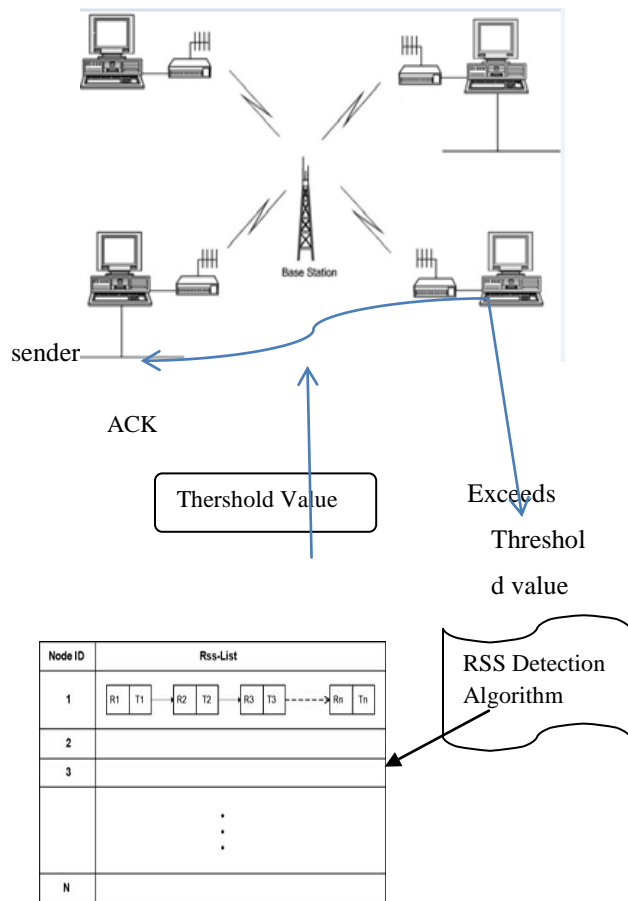 Base Station
sender
ACK
Thershold Value
Exceeds
Threshol
d value
RSS Detection
Algorithm
Node ID Rss-List
1 R1 T1 R2 T2 R3 T3 Rn Tn
2
3
N